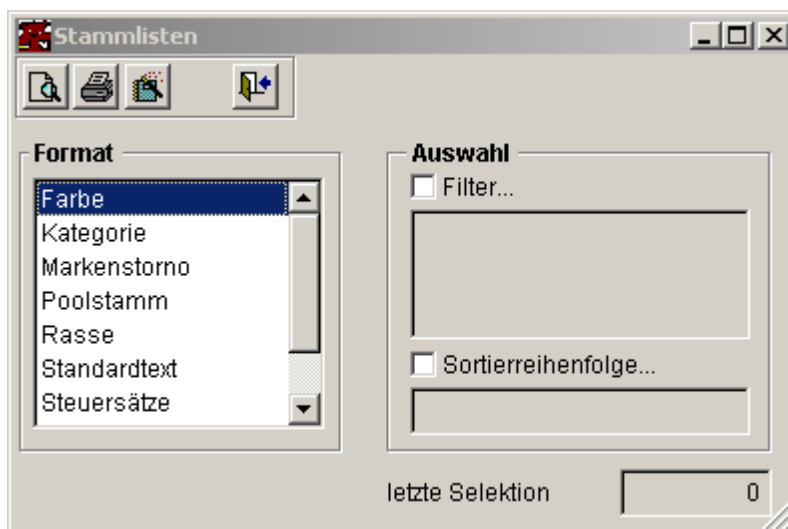 Stammlisten
Format
Farbe
Kategorie
Markenstorno
Poolstamm
Rasse
Standardtext
Steuersätze
Auswahl
Filter...
Sortierreihenfolge...
letzte Selektion 0